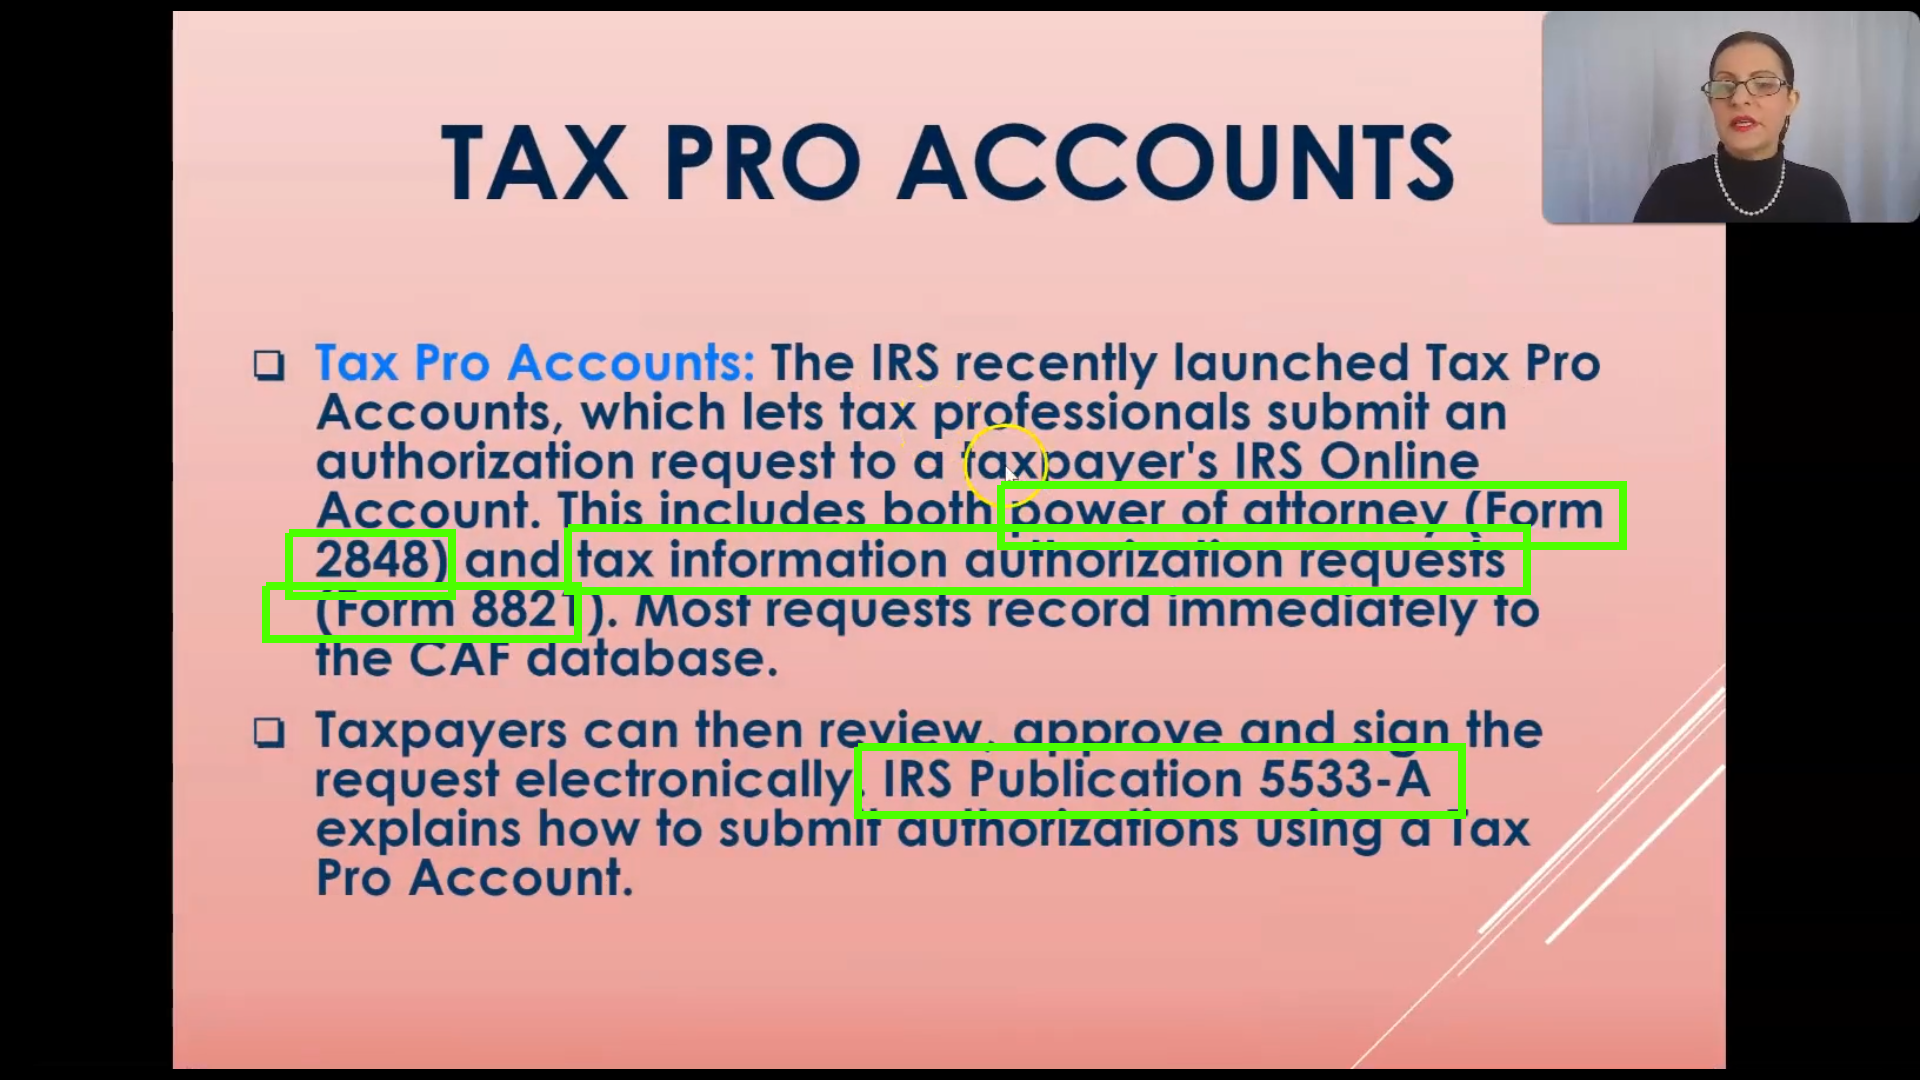 TAX PRO ACCOUNTS
❑ Tax Pro Accounts: The IRS recently launched Tax Pro
Accounts, which lets tax professionals submit an
authorization request to a taxpayer's IRS Online
Account. This includes both power of attorney (Form
2848) and tax information authorization requests
(Form 8821). Most requests record immediately to
the CAF database.
❑ Taxpayers can then review, approve and sign the
request electronically. IRS Publication 5533-A
explains how to submit authorizations using a Tax
Pro Account.